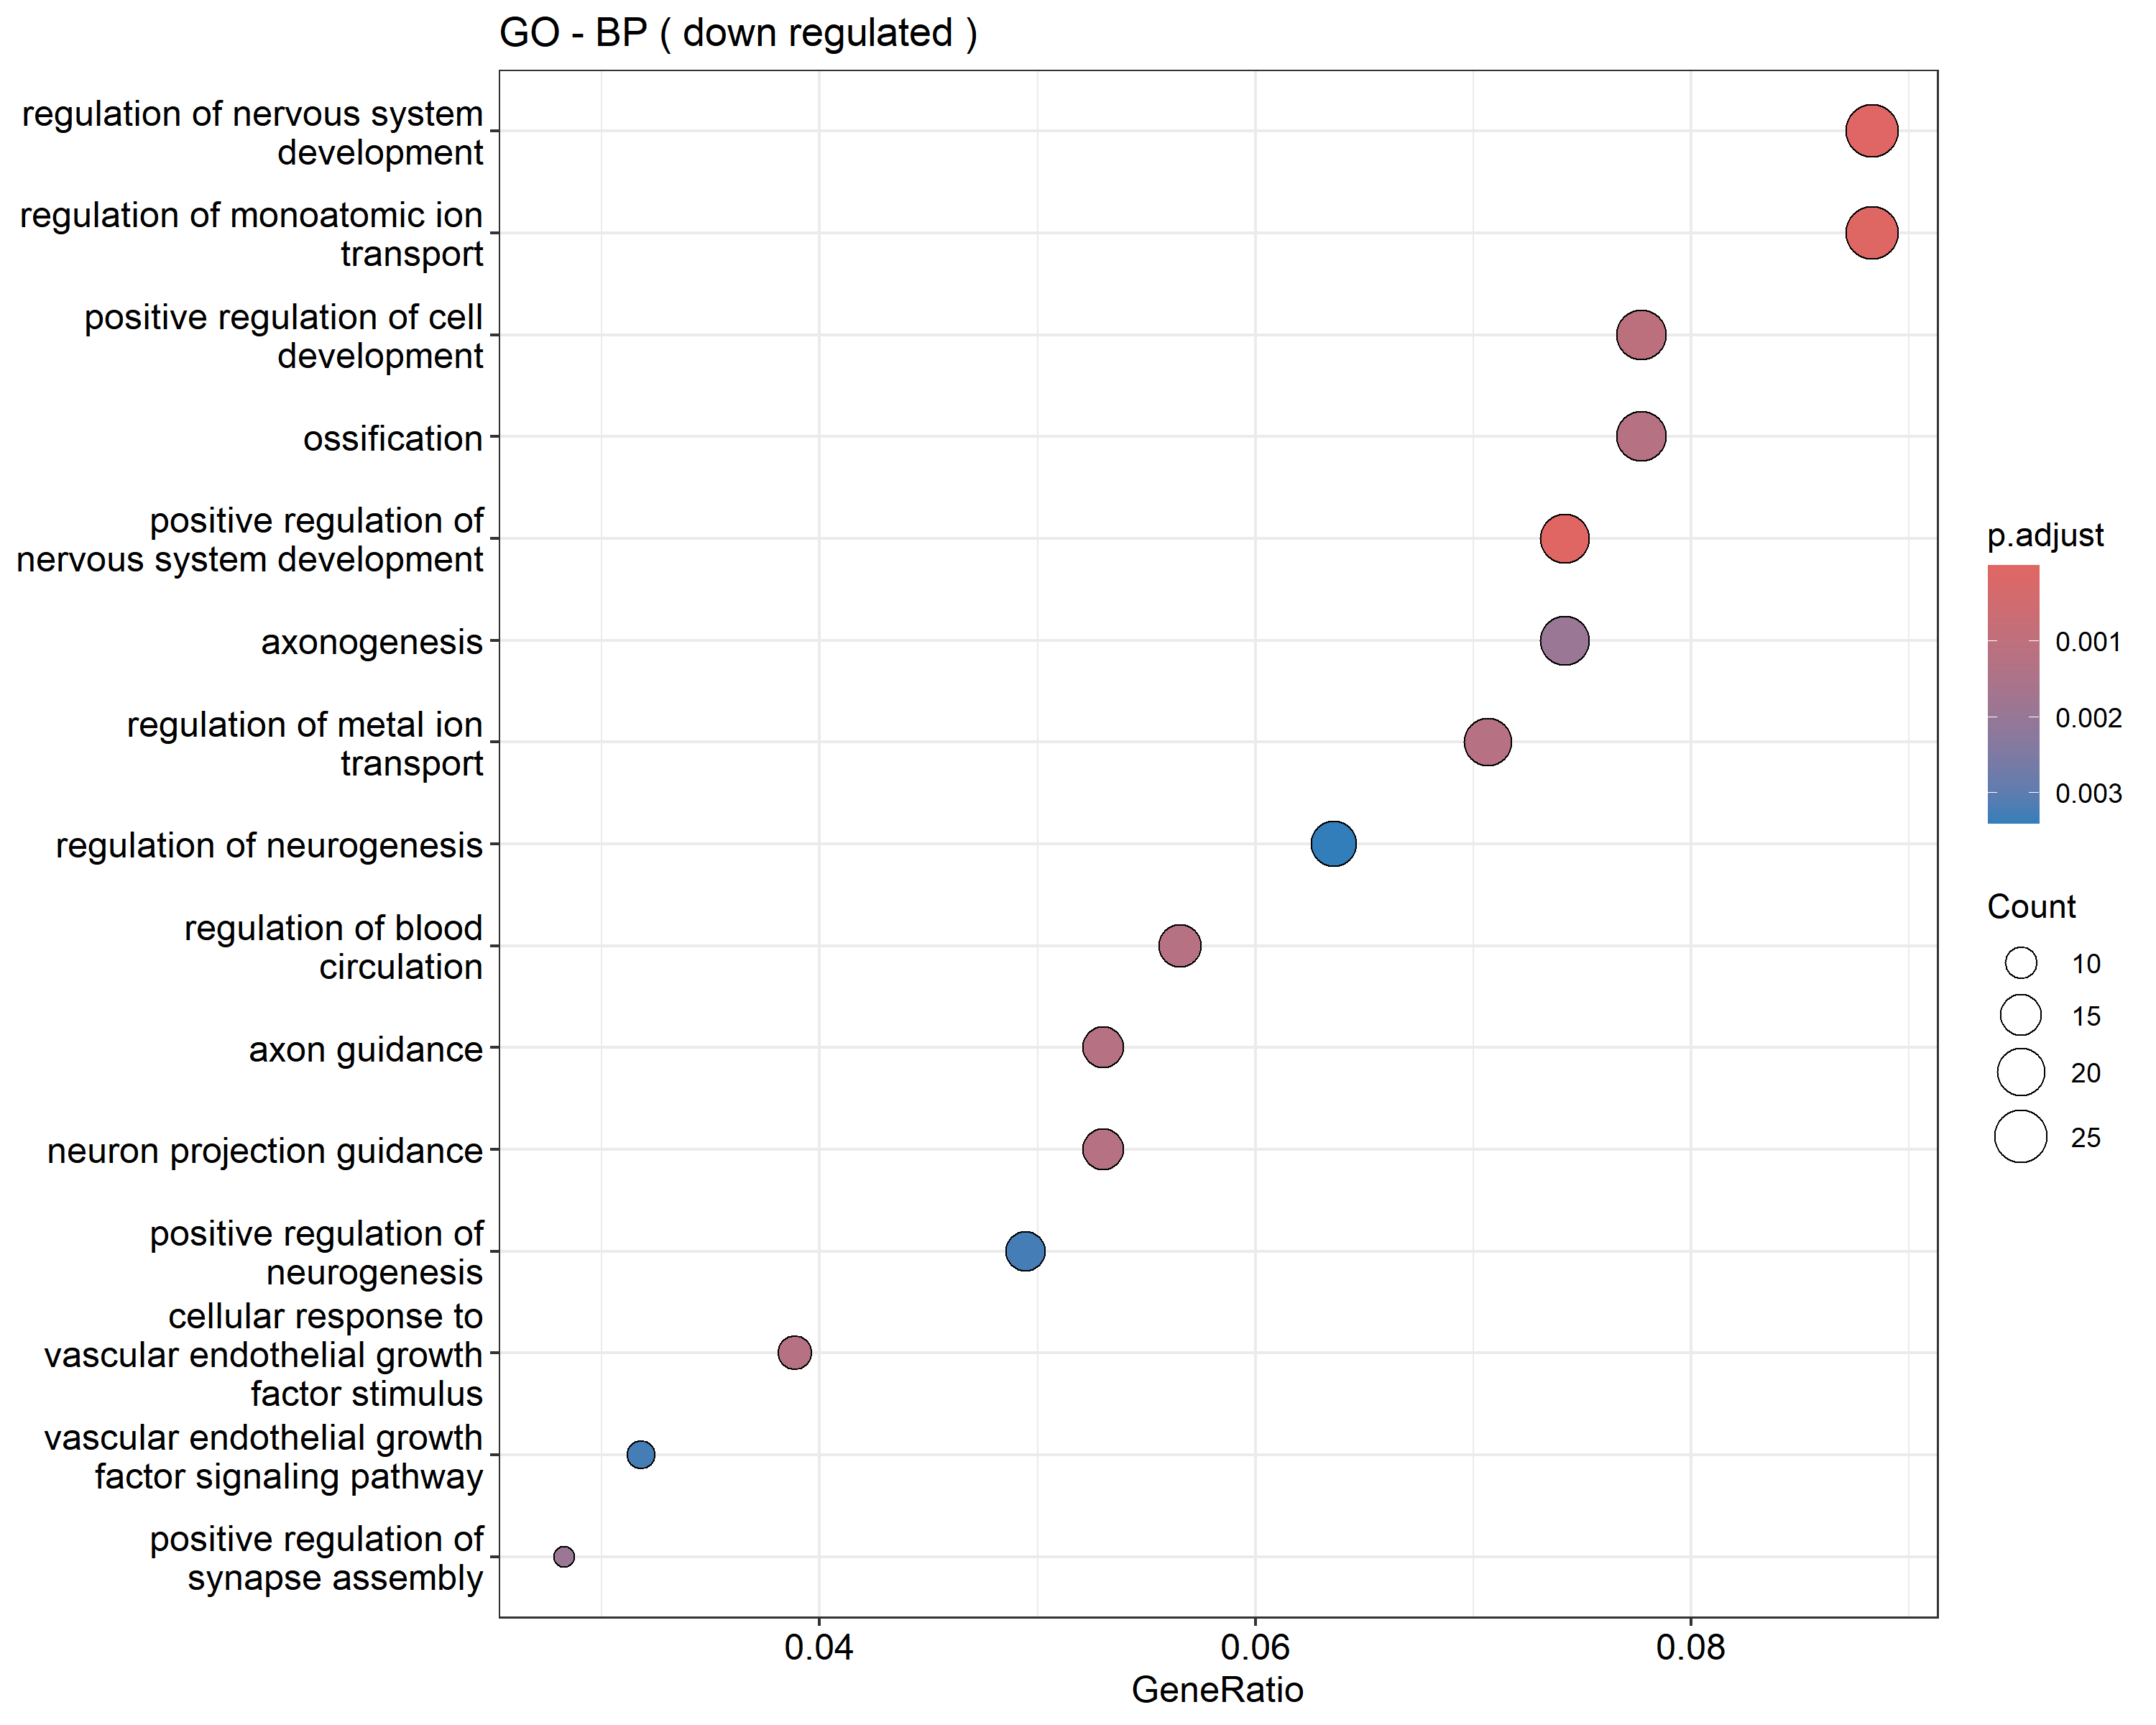 GO - BP ( down regulated )
regulation of nervous system
development
regulation of monoatomic ion
transport
positive regulation of cell
development
ossification
positive regulation of
nervous system development
axonogenesis
regulation of metal ion
transport
regulation of neurogenesis
regulation of blood
circulation
axon guidance
neuron projection guidance
positive regulation of
neurogenesis
cellular response to
vascular endothelial growth
factor stimulus
vascular endothelial growth
factor signaling pathway
positive regulation of
synapse assembly
0.04
0.06
0.08
GeneRatio
p.adjust
0.001
0.002
0.003
Count
10
15
20
25